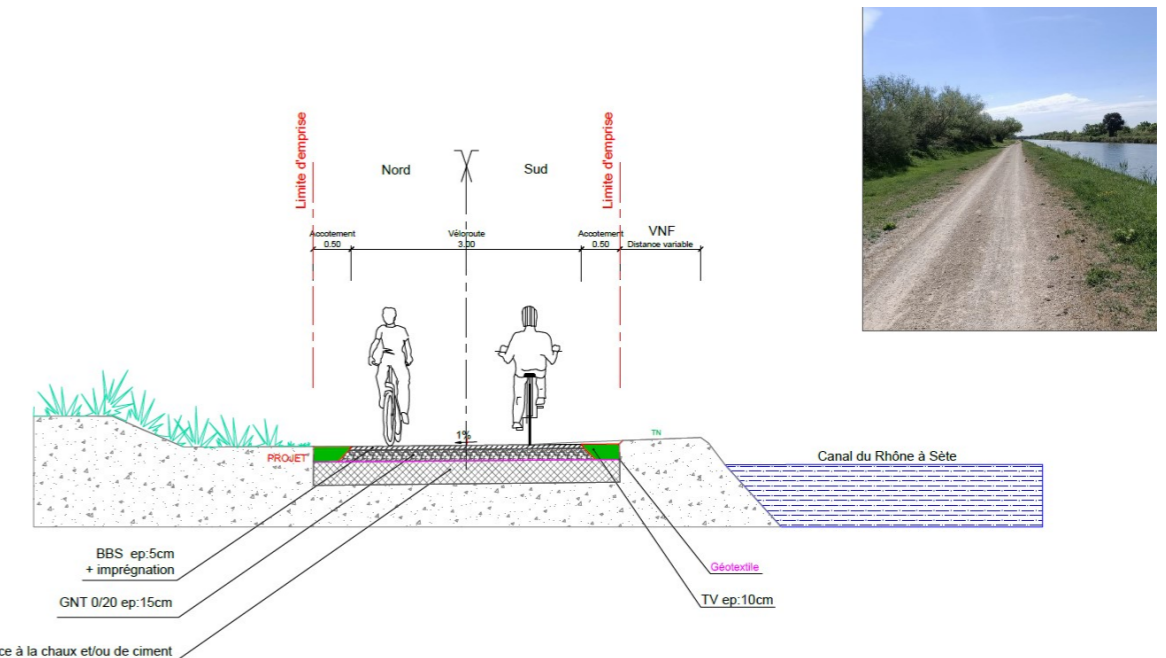 Limite d'emprise
Limite d'emprise
Nord
Sud
Accotement
0.50
Véloroute
3.00
Accotement
0.50
VNF
Distance variable
1%
TN
PROJET
Canal du Rhône à Sète
BBS ep:5cm
+ imprégnation
Géotextile
GNT 0/20 ep:15cm
TV ep:10cm
à la chaux et/ou de ciment